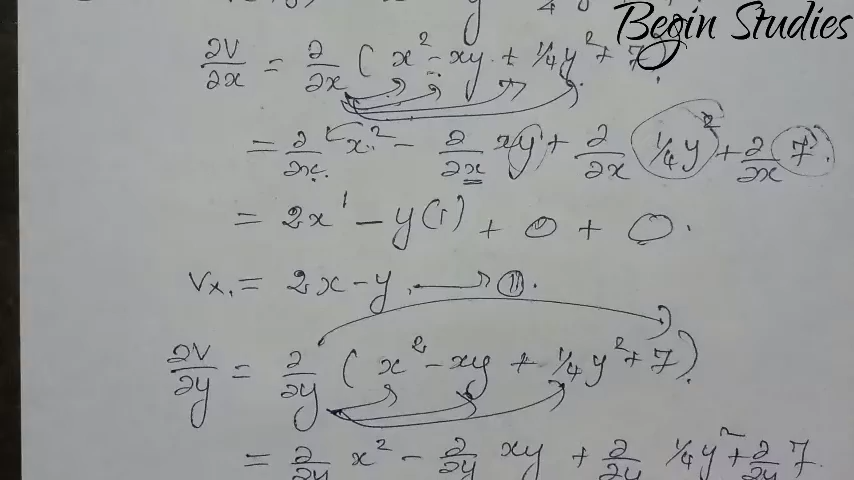 Begin Studies
∂V/∂x = ∂/∂x ( x² - xy + ¼y² + 7 ).
= ∂/∂x x² - ∂/∂x xy + ∂/∂x ¼y² + ∂/∂x 7.
= 2x¹ - y(1) + 0 + 0.
Vx. = 2x - y. → ⑪.
∂V/∂y = ∂/∂y ( x² - xy + ¼y² + 7 ).
= ∂/∂y x² - ∂/∂y xy + ∂/∂y ¼y² + ∂/∂y 7.